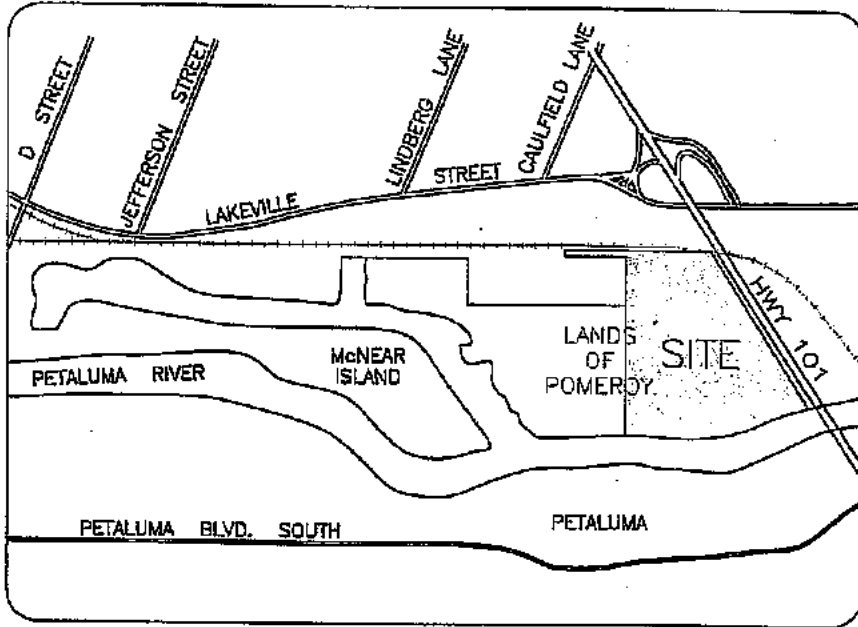 D STREET
JEFFERSON STREET
LINDBERG LANE
CAULFIELD LANE
LAKEVILLE STREET
HWY 101
LANDS
OF
POMEROY
SITE
McNEAR
ISLAND
PETALUMA RIVER
PETALUMA BLVD. SOUTH
PETALUMA